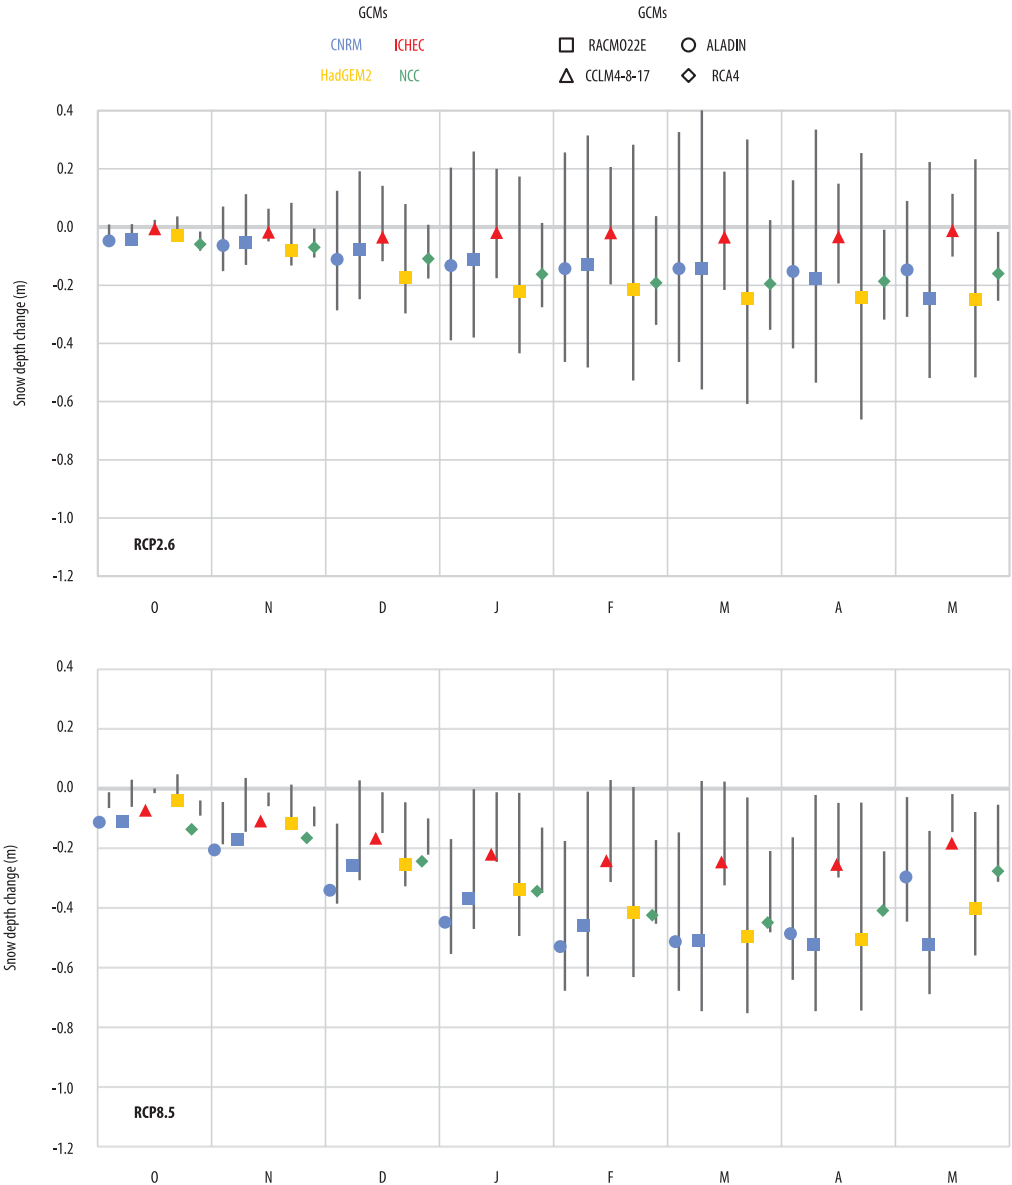 GCMs GCMs
CNRM ICHEC RACMO22E ALADIN
HadGEM2 NCC CCLM4-8-17 RCA4
0.4
0.2
0.0
-0.2
-0.4
-0.6
-0.8
-1.0
-1.2
Snow depth change (m)
RCP2.6
O N D J F M A M
0.4
0.2
0.0
-0.2
-0.4
-0.6
-0.8
-1.0
-1.2
Snow depth change (m)
RCP8.5
O N D J F M A M